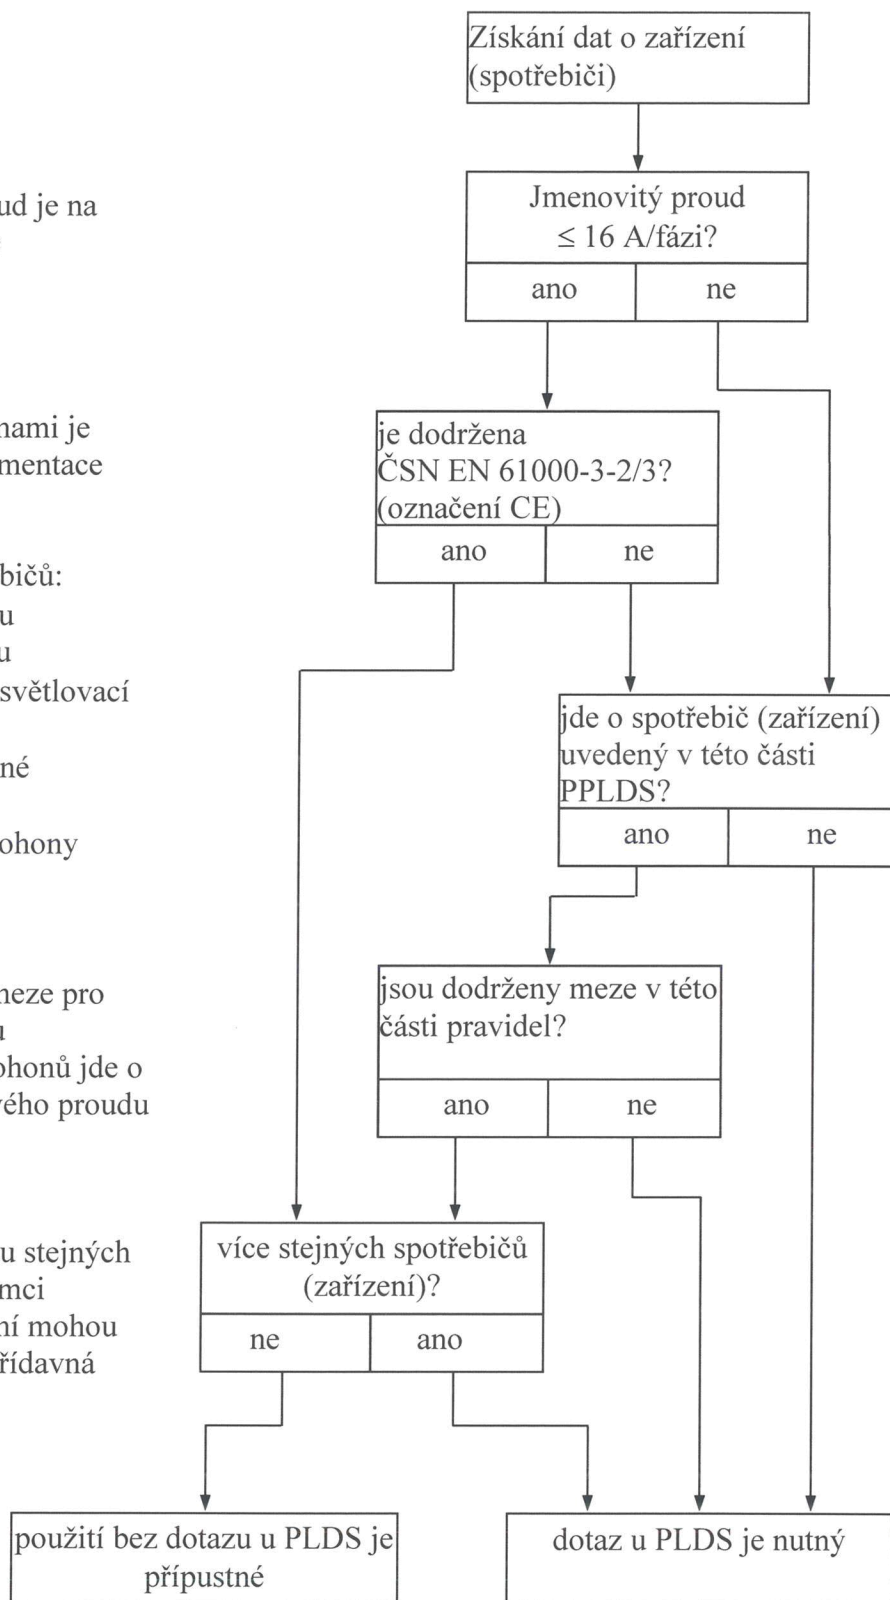 ud je na
nami je
mentace
bičů:
u
u
světlovací
né
ohony
neze pro
u
ohonů jde o
vého proudu
u stejných
mci
ní mohou
řídavná
Získání dat o zařízení
(spotřebiči)
Jmenovitý proud
≤ 16 A/fázi?
ano ne
je dodržena
ČSN EN 61000-3-2/3?
(označení CE)
ano ne
jde o spotřebič (zařízení)
uvedený v této části
PPLDS?
ano ne
jsou dodrženy meze v této
části pravidel?
ano ne
více stejných spotřebičů
(zařízení)?
ne ano
použití bez dotazu u PLDS je
přípustné
dotaz u PLDS je nutný